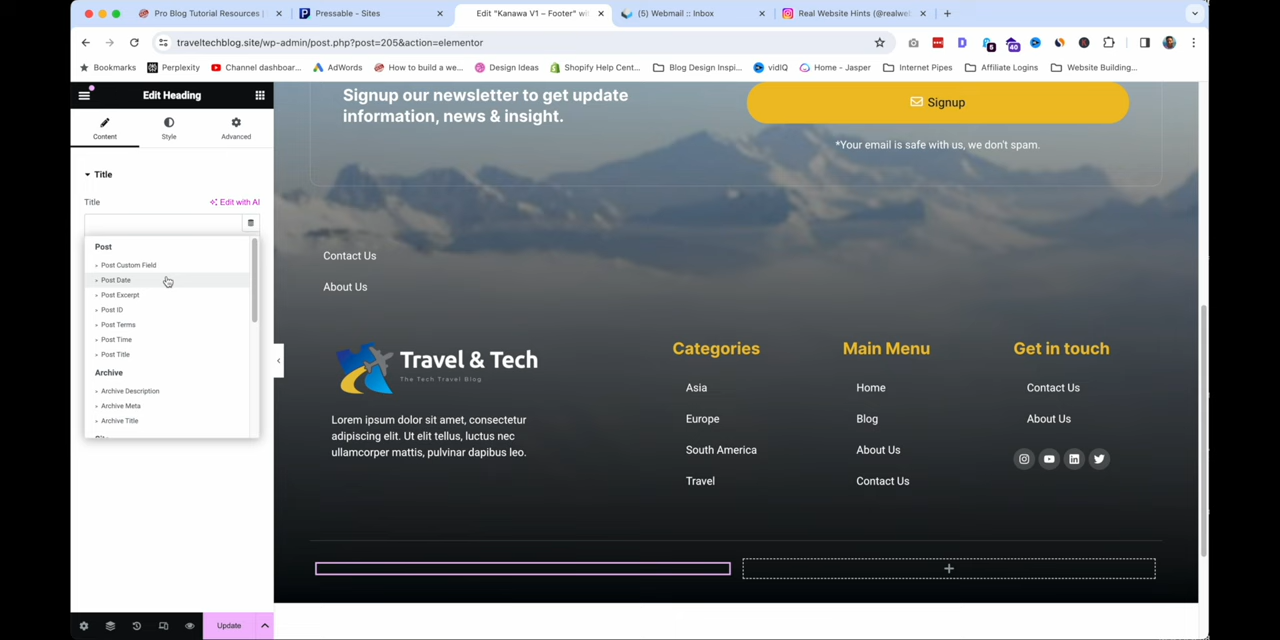 Pro Blog Tutorial Resources |
Pressable - Sites
Edit "Kanawa V1 – Footer" wi
(5) Webmail :: Inbox
Real Website Hints (@realweb
traveltechblog.site/wp-admin/post.php?post=205&action=elementor
5
40
Bookmarks
Perplexity
Channel dashboar...
AdWords
How to build a we...
Design Ideas
Shopify Help Cent...
Blog Design Inspi...
vidIQ
Home - Jasper
Internet Pipes
Affiliate Logins
Website Building...
Edit Heading
Content
Style
Advanced
Title
Title
Edit with AI
Post
Post Custom Field
Post Date
Post Excerpt
Post ID
Post Terms
Post Time
Post Title
Archive
Archive Description
Archive Meta
Archive Title
Update
Signup our newsletter to get update
information, news & insight.
Signup
*Your email is safe with us, we don't spam.
Contact Us
About Us
Travel & Tech
The Tech Travel Blog
Lorem ipsum dolor sit amet, consectetur
adipiscing elit. Ut elit tellus, luctus nec
ullamcorper mattis, pulvinar dapibus leo.
Categories
Asia
Europe
South America
Travel
Main Menu
Home
Blog
About Us
Contact Us
Get in touch
Contact Us
About Us